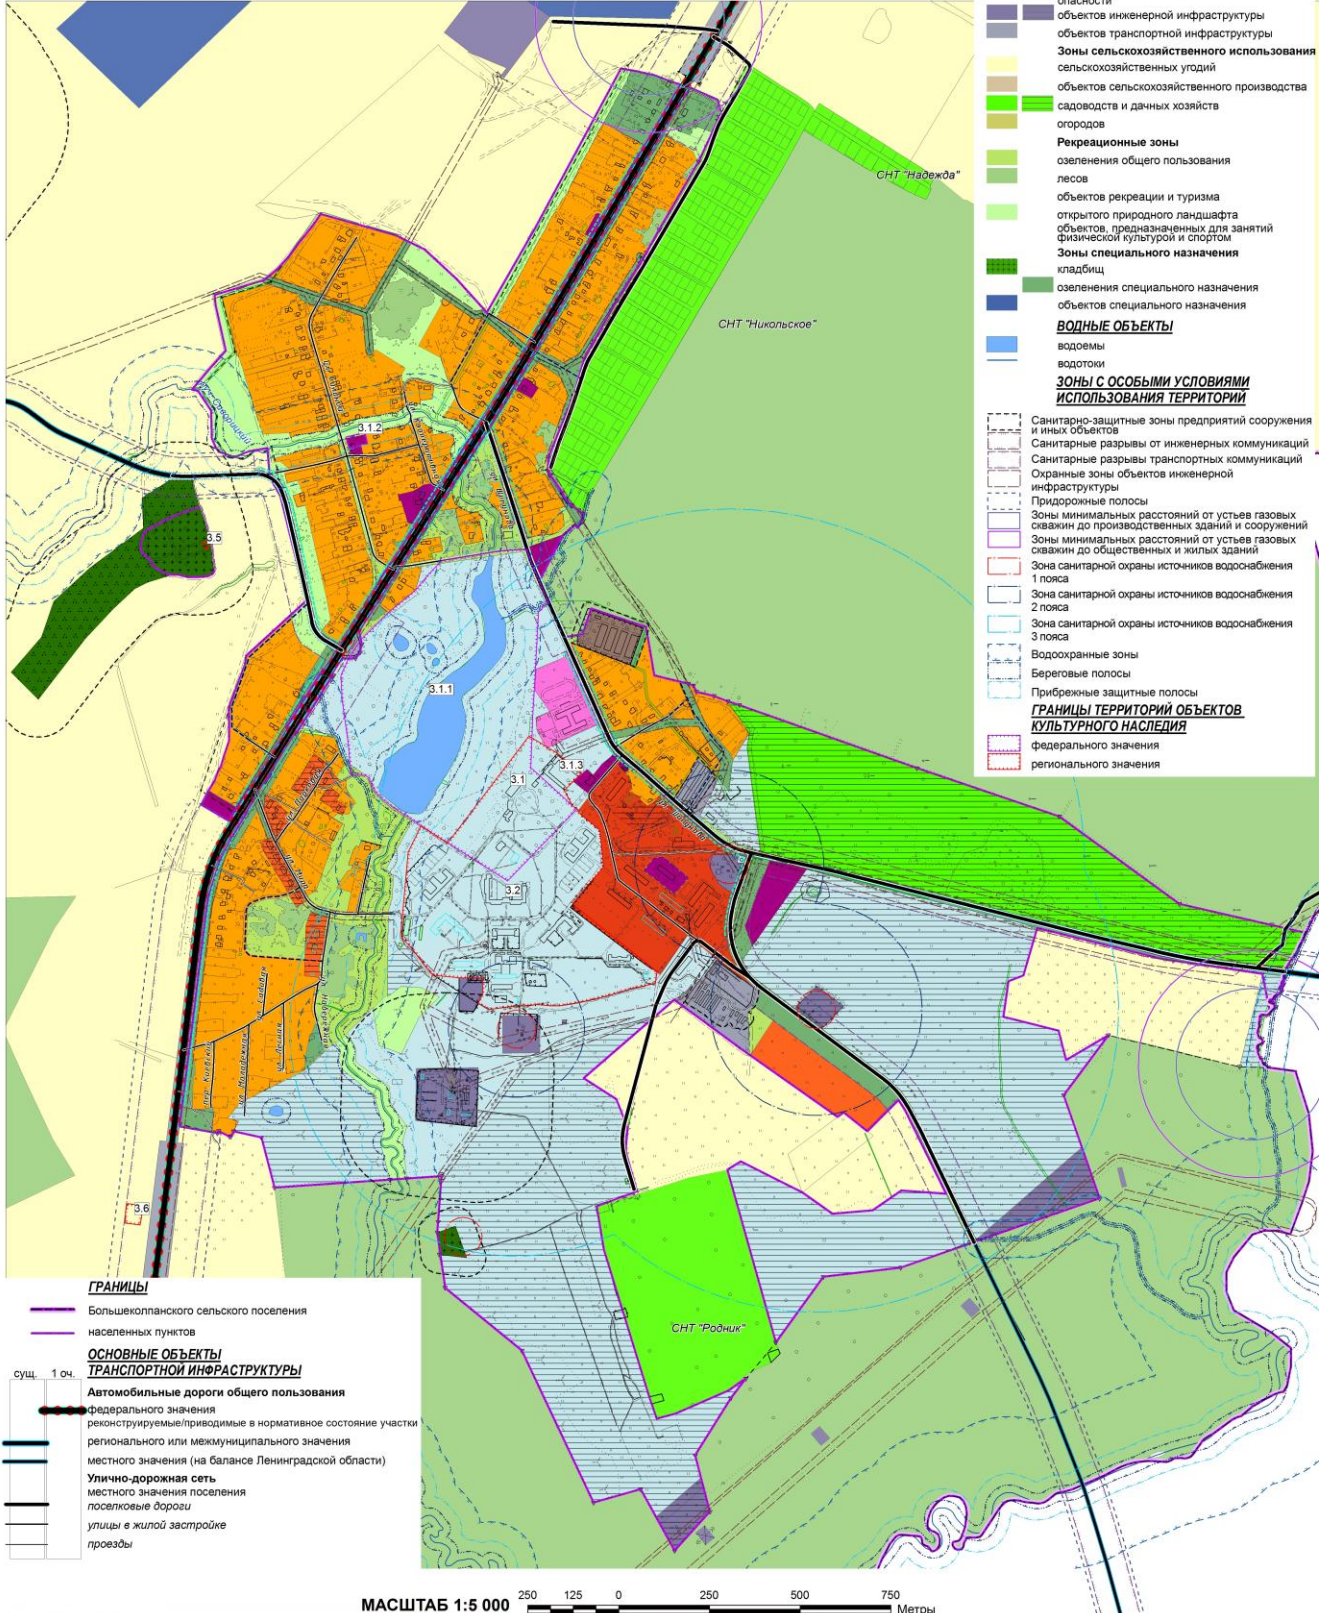 опасности
объектов инженерной инфраструктуры
объектов транспортной инфраструктуры
Зоны сельскохозяйственного использования
сельскохозяйственных угодий
объектов сельскохозяйственного производства
садоводств и дачных хозяйств
огородов
Рекреационные зоны
озеленения общего пользования
лесов
объектов рекреации и туризма
открытого природного ландшафта
объектов, предназначенных для занятий
физической культурой и спортом
Зоны специального назначения
кладбищ
озеленения специального назначения
объектов специального назначения
ВОДНЫЕ ОБЪЕКТЫ
водоемы
водотоки
ЗОНЫ С ОСОБЫМИ УСЛОВИЯМИ
ИСПОЛЬЗОВАНИЯ ТЕРРИТОРИЙ
Санитарно-защитные зоны предприятий сооружений
и иных объектов
Санитарные разрывы от инженерных коммуникаций
Санитарные разрывы транспортных коммуникаций
Охранные зоны объектов инженерной
инфраструктуры
Придорожные полосы
Зоны минимальных расстояний от устьев газовых
скважин до производственных зданий и сооружений
Зоны минимальных расстояний от устьев газовых
скважин до общественных и жилых зданий
Зона санитарной охраны источников водоснабжения
1 пояса
Зона санитарной охраны источников водоснабжения
2 пояса
Зона санитарной охраны источников водоснабжения
3 пояса
Водоохранные зоны
Береговые полосы
Прибрежные защитные полосы
ГРАНИЦЫ ТЕРРИТОРИЙ ОБЪЕКТОВ
КУЛЬТУРНОГО НАСЛЕДИЯ
федерального значения
регионального значения
СНТ "Надежда"
СНТ "Никольское"
3.1.2
3.5
3.1.1
3.1
3.1.3
3.2
3.6
ул. Садовая
ул. Набережная
пер. Киевский
ул. Молодежная
ул. Лесная
СНТ "Родник"
ГРАНИЦЫ
Большеколпанского сельского поселения
населенных пунктов
ОСНОВНЫЕ ОБЪЕКТЫ
ТРАНСПОРТНОЙ ИНФРАСТРУКТУРЫ
сущ. 1 оч.
Автомобильные дороги общего пользования
федерального значения
реконструируемые/приводимые в нормативное состояние участки
регионального или межмуниципального значения
местного значения (на балансе Ленинградской области)
Улично-дорожная сеть
местного значения поселения
поселковые дороги
улицы в жилой застройке
проезды
МАСШТАБ 1:5 000
250 125 0 250 500 750
Метры